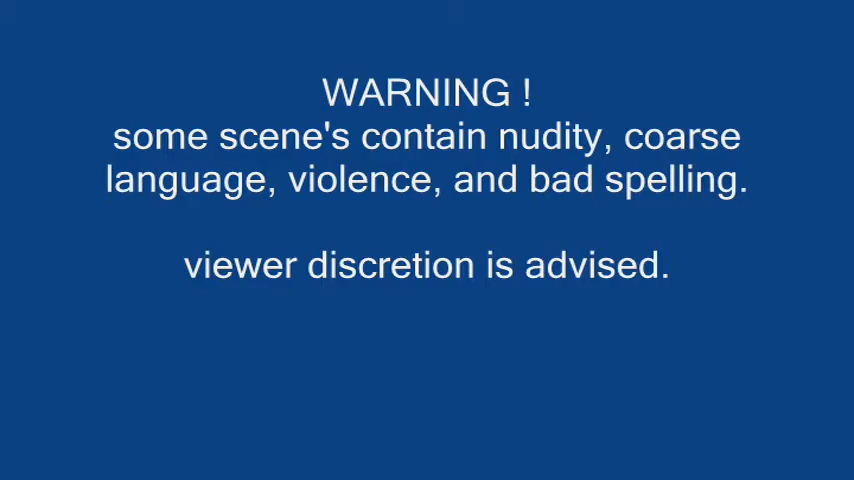 WARNING !
some scene's contain nudity, coarse
language, violence, and bad spelling.
viewer discretion is advised.